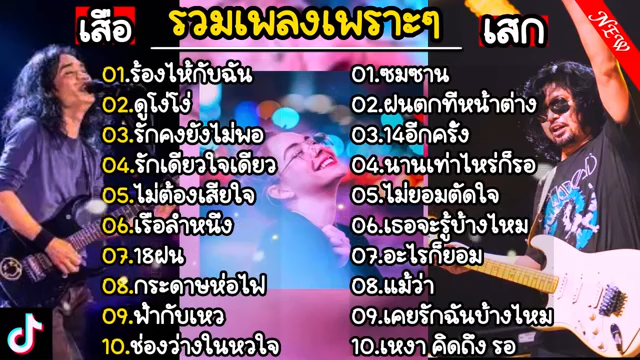 เสือ
รวมเพลงเพราะๆ
เสก
NEW
01.ร้องไห้กับฉัน
02.ดูโง่โง่
03.รักคงยังไม่พอ
04.รักเดียวใจเดียว
05.ไม่ต้องเสียใจ
06.เรือลำหนึ่ง
07.18ฝน
08.กระดาษห่อไฟ
09.ฟ้ากับเหว
10.ช่องว่างในหัวใจ
01.ซมซาน
02.ฝนตกที่หน้าต่าง
03.14อีกครั้ง
04.นานเท่าไหร่ก็รอ
05.ไม่ยอมตัดใจ
06.เธอจะรู้บ้างไหม
07.อะไรก็ยอม
08.แม้ว่า
09.เคยรักฉันบ้างไหม
10.เหงา คิดถึง รอ